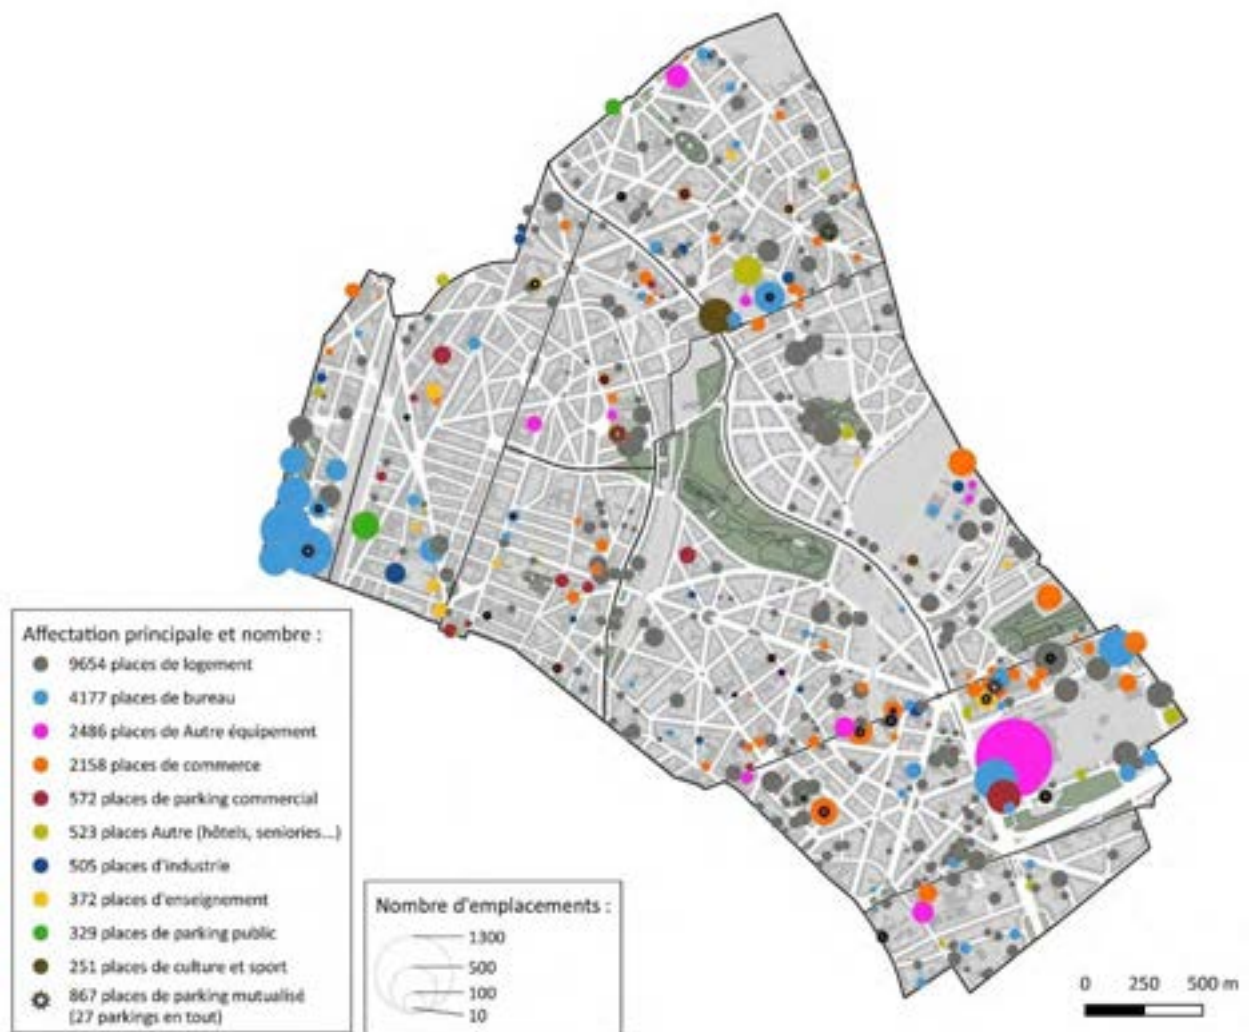 Affectation principale et nombre :
9654 places de logement
4177 places de bureau
2486 places de Autre équipement
2158 places de commerce
572 places de parking commercial
523 places Autre (hôtels, seniories...)
505 places d'industrie
372 places d'enseignement
329 places de parking public
251 places de culture et sport
867 places de parking mutualisé
(27 parkings en tout)
Nombre d'emplacements :
1300
500
100
10
0 250 500 m